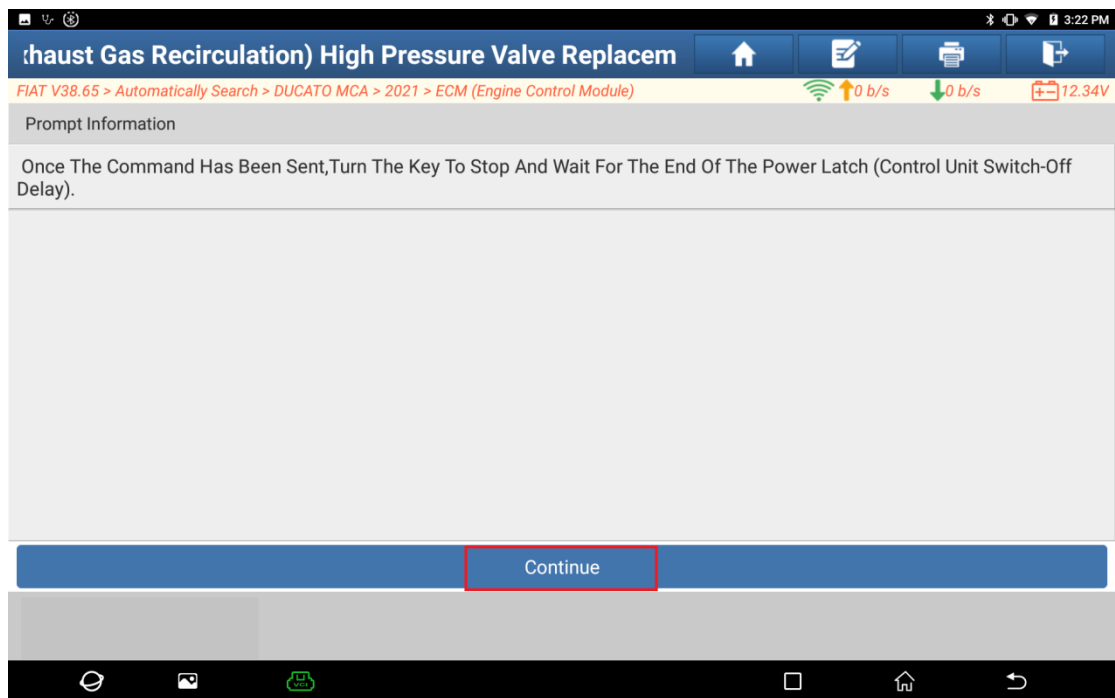 3:22 PM
(haust Gas Recirculation) High Pressure Valve Replacem
FIAT V38.65 > Automatically Search > DUCATO MCA > 2021 > ECM (Engine Control Module)
0 b/s
0 b/s
12.34V
Prompt Information
Once The Command Has Been Sent,Turn The Key To Stop And Wait For The End Of The Power Latch (Control Unit Switch-Off
Delay).
Continue
VCI